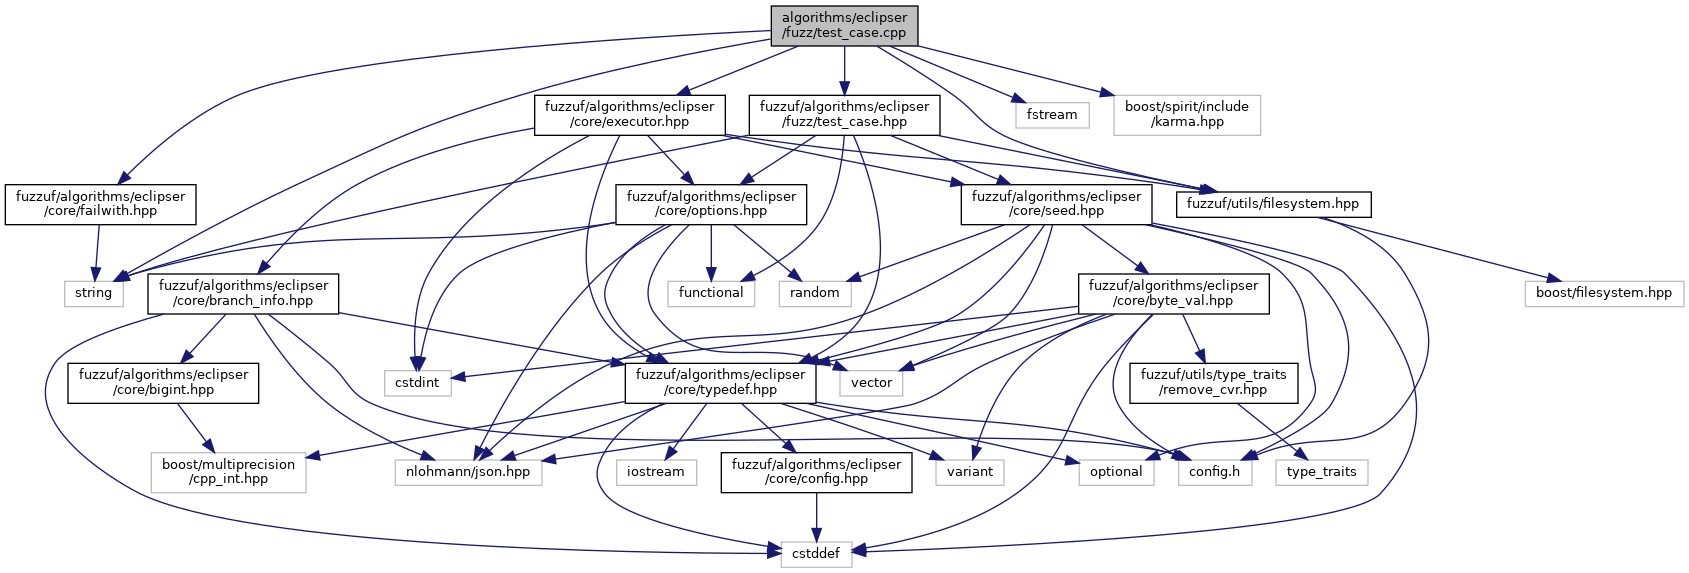 algorithms/eclipser
/fuzz/test_case.cpp
fuzzuf/algorithms/eclipser
/core/executor.hpp
fuzzuf/algorithms/eclipser
/fuzz/test_case.hpp
fstream
boost/spirit/include
/karma.hpp
fuzzuf/algorithms/eclipser
/core/failwith.hpp
fuzzuf/algorithms/eclipser
/core/options.hpp
fuzzuf/algorithms/eclipser
/core/seed.hpp
fuzzuf/utils/filesystem.hpp
string
fuzzuf/algorithms/eclipser
/core/branch_info.hpp
functional
random
fuzzuf/algorithms/eclipser
/core/byte_val.hpp
boost/filesystem.hpp
fuzzuf/algorithms/eclipser
/core/bigint.hpp
cstdint
fuzzuf/algorithms/eclipser
/core/typedef.hpp
vector
fuzzuf/utils/type_traits
/remove_cvr.hpp
boost/multiprecision
/cpp_int.hpp
nlohmann/json.hpp
iostream
fuzzuf/algorithms/eclipser
/core/config.hpp
variant
optional
config.h
type_traits
cstddef